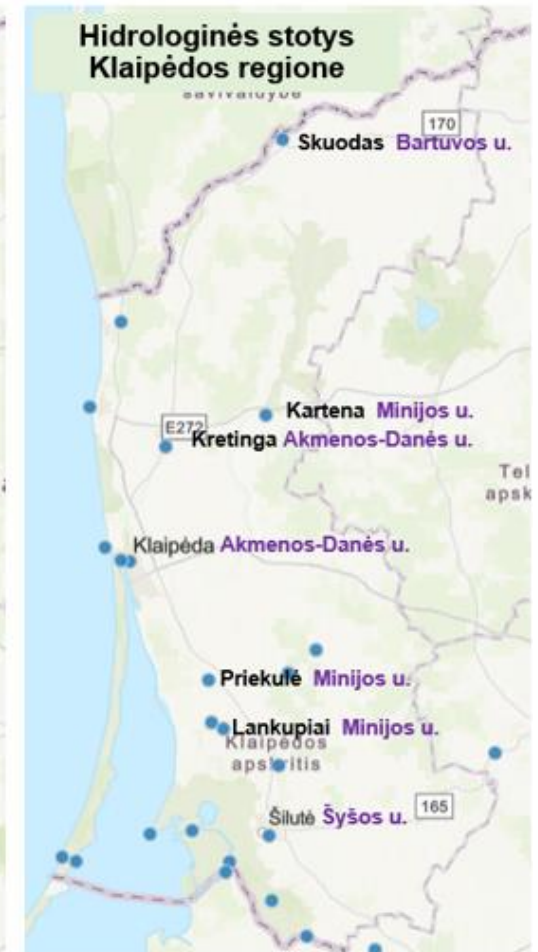 Hidrologinės stotys
Klaipėdos regione
savivaldybė
170
Skuodas Bartuvos u.
Kartena Minijos u.
E272
Kretinga Akmenos-Danės u.
Tel
apsk
Klaipėda Akmenos-Danės u.
Priekulė Minijos u.
Lankupiai Minijos u.
Klaipėdos
apskritis
165
Šilutė Šyšos u.